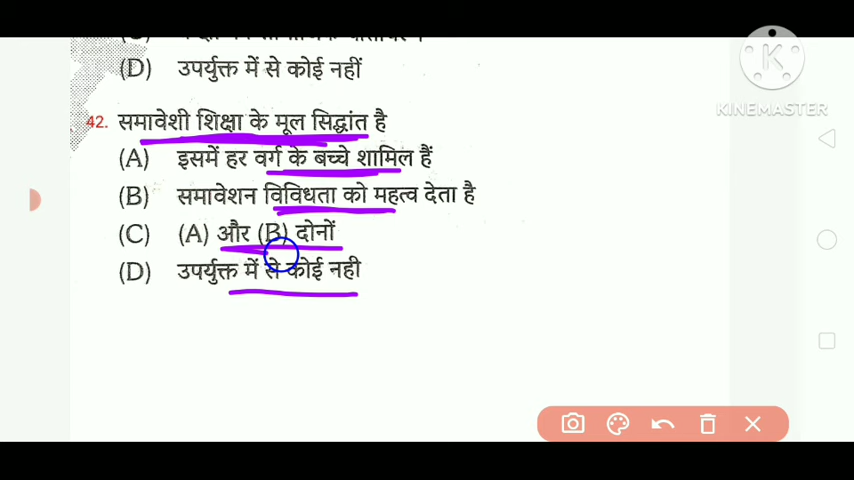 (D) उपर्युक्त में से कोई नहीं
KINEMASTER
42. समावेशी शिक्षा के मूल सिद्धांत है
(A) इसमें हर वर्ग के बच्चे शामिल हैं
(B) समावेशन विविधता को महत्व देता है
(C) (A) और (B) दोनों
(D) उपर्युक्त में से कोई नही